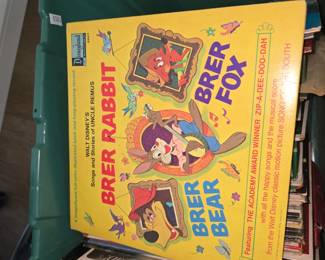 Disneyland
WALT DISNEY'S
Songs and Stories of UNCLE REMUS
BRER RABBIT
BRER FOX
BRER BEAR
Featuring THE ACADEMY AWARD WINNER 'ZIP-A-DEE-DOO-DAH'
with all the happy songs and the musical score
from the Walt Disney classic motion picture SONG OF THE SOUTH